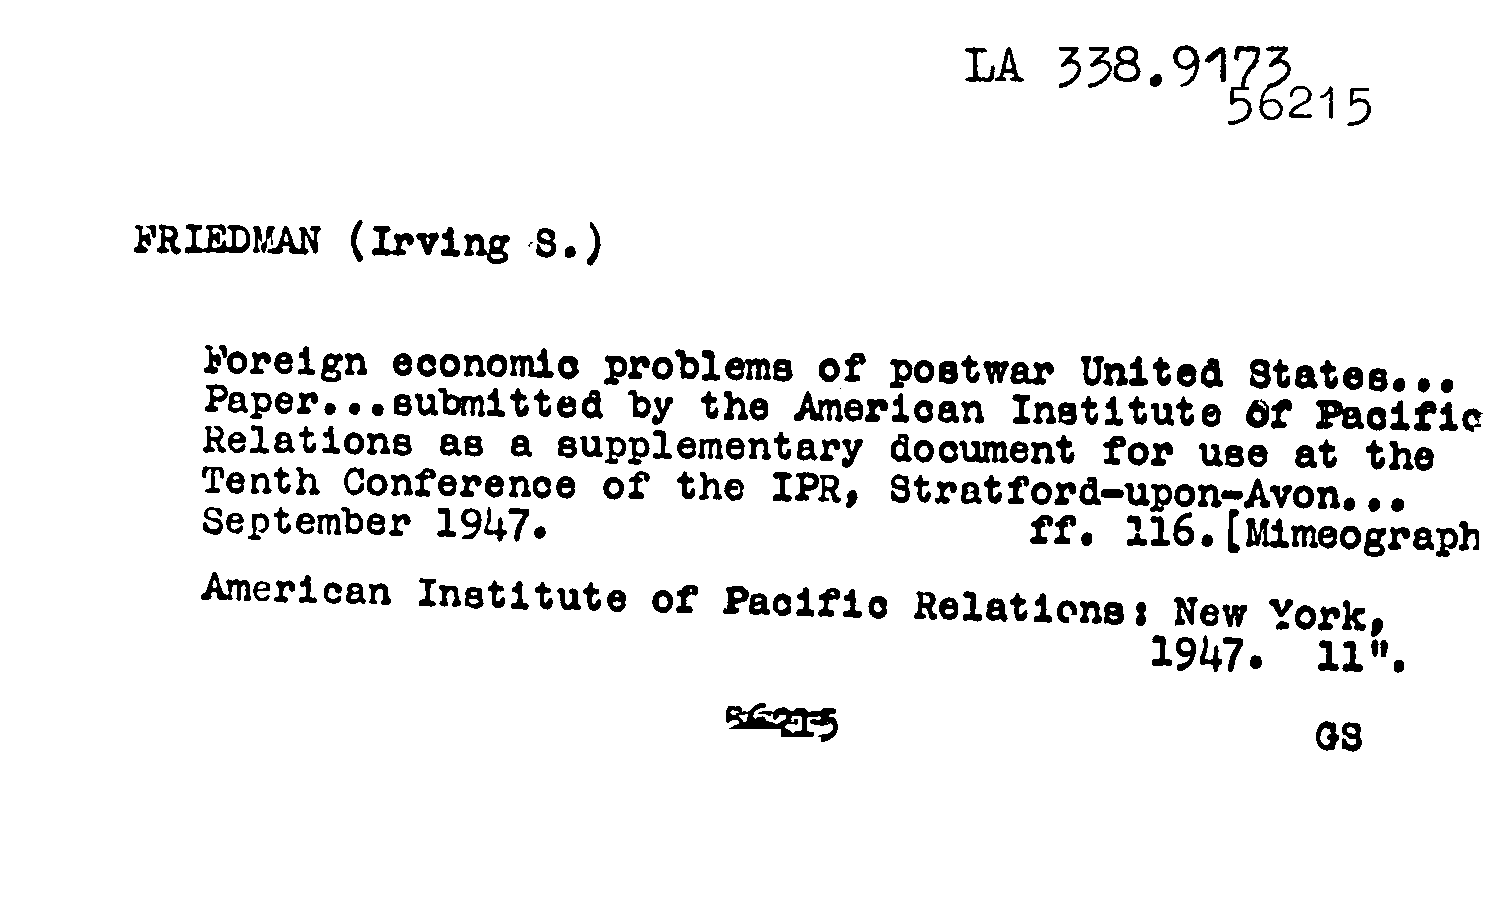 LA 338.9173
56215
FRIEDMAN (Irving S.)
Foreign economic problems of postwar United States...
Paper...submitted by the American Institute of Pacific
Relations as a supplementary document for use at the
Tenth Conference of the IPR, Stratford-upon-Avon...
September 1947. ff. 116.[Mimeograph
American Institute of Pacific Relations: New York,
1947. 11".
56215
GS